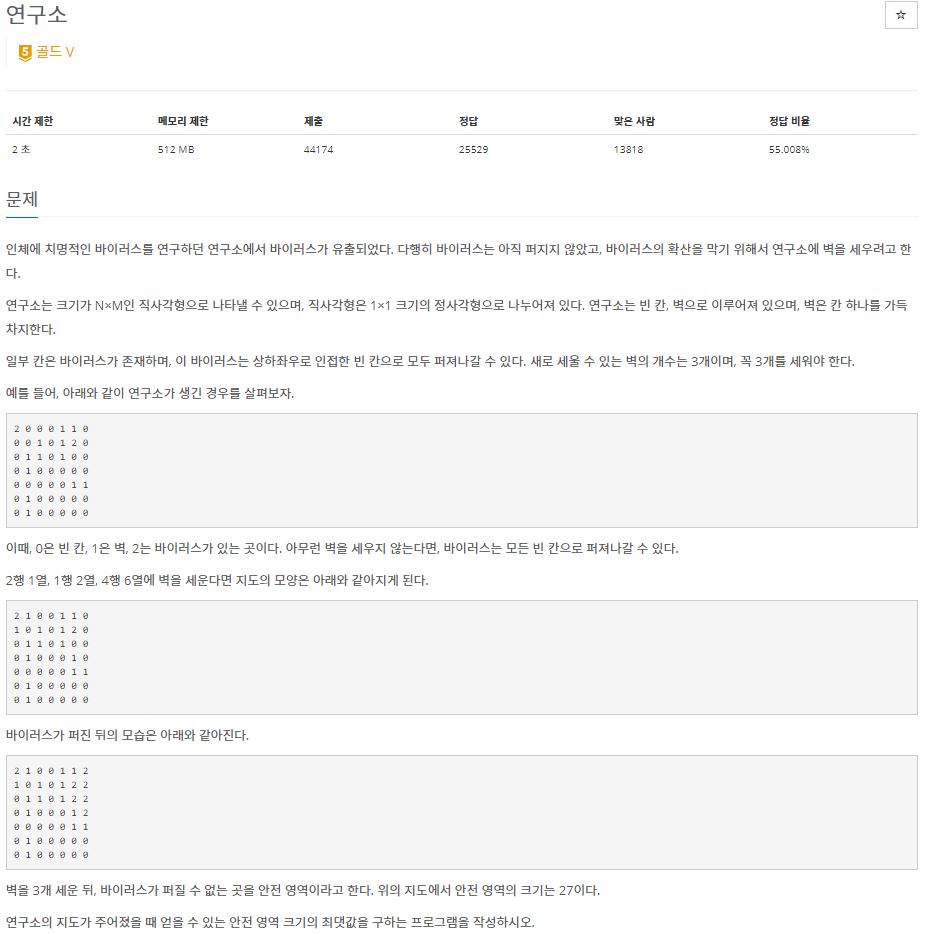 연구소
☆
5 골드 V
시간 제한 메모리 제한 제출 정답 맞은 사람 정답 비율
2 초 512 MB 44174 25529 13818 55.008%
문제
인체에 치명적인 바이러스를 연구하던 연구소에서 바이러스가 유출되었다. 다행히 바이러스는 아직 퍼지지 않았고, 바이러스의 확산을 막기 위해서 연구소에 벽을 세우려고 한
다.
연구소는 크기가 N×M인 직사각형으로 나타낼 수 있으며, 직사각형은 1×1 크기의 정사각형으로 나누어져 있다. 연구소는 빈 칸, 벽으로 이루어져 있으며, 벽은 칸 하나를 가득
차지한다.
일부 칸은 바이러스가 존재하며, 이 바이러스는 상하좌우로 인접한 빈 칸으로 모두 퍼져나갈 수 있다. 새로 세울 수 있는 벽의 개수는 3개이며, 꼭 3개를 세워야 한다.
예를 들어, 아래와 같이 연구소가 생긴 경우를 살펴보자.
2 0 0 0 1 1 0
0 0 1 0 1 2 0
0 1 1 0 1 0 0
0 1 0 0 0 0 0
0 0 0 0 0 1 1
0 1 0 0 0 0 0
0 1 0 0 0 0 0
이때, 0은 빈 칸, 1은 벽, 2는 바이러스가 있는 곳이다. 아무런 벽을 세우지 않는다면, 바이러스는 모든 빈 칸으로 퍼져나갈 수 있다.
2행 1열, 1행 2열, 4행 6열에 벽을 세운다면 지도의 모양은 아래와 같아지게 된다.
2 1 0 0 1 1 0
1 0 1 0 1 2 0
0 1 1 0 1 0 0
0 1 0 0 0 1 0
0 0 0 0 0 1 1
0 1 0 0 0 0 0
0 1 0 0 0 0 0
바이러스가 퍼진 뒤의 모습은 아래와 같아진다.
2 1 0 0 1 1 2
1 0 1 0 1 2 2
0 1 1 0 1 2 2
0 1 0 0 0 1 2
0 0 0 0 0 1 1
0 1 0 0 0 0 0
0 1 0 0 0 0 0
벽을 3개 세운 뒤, 바이러스가 퍼질 수 없는 곳을 안전 영역이라고 한다. 위의 지도에서 안전 영역의 크기는 27이다.
연구소의 지도가 주어졌을 때 얻을 수 있는 안전 영역 크기의 최댓값을 구하는 프로그램을 작성하시오.